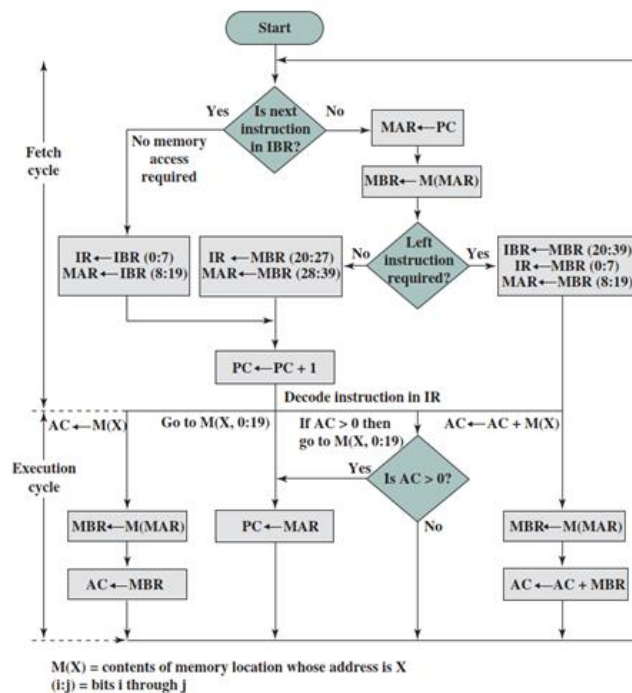 Start
Yes
Is next
instruction
in IBR?
No
MAR←PC
No memory
access
required
Fetch
cycle
MBR←M(MAR)
IR←IBR (0:7)
MAR←IBR (8:19)
IR←MBR (20:27)
MAR←MBR (28:39)
No
Left
instruction
required?
Yes
IBR←MBR (20:39)
IR←MBR (0:7)
MAR←MBR (8:19)
PC←PC + 1
Decode instruction in IR
AC←M(X)
Go to M(X, 0:19)
If AC > 0 then
go to M(X, 0:19)
AC←AC + M(X)
Execution
cycle
Yes
Is AC > 0?
No
MBR←M(MAR)
PC←MAR
MBR←M(MAR)
AC←MBR
AC←AC + MBR
M(X) = contents of memory location whose address is X
(i:j) = bits i through j